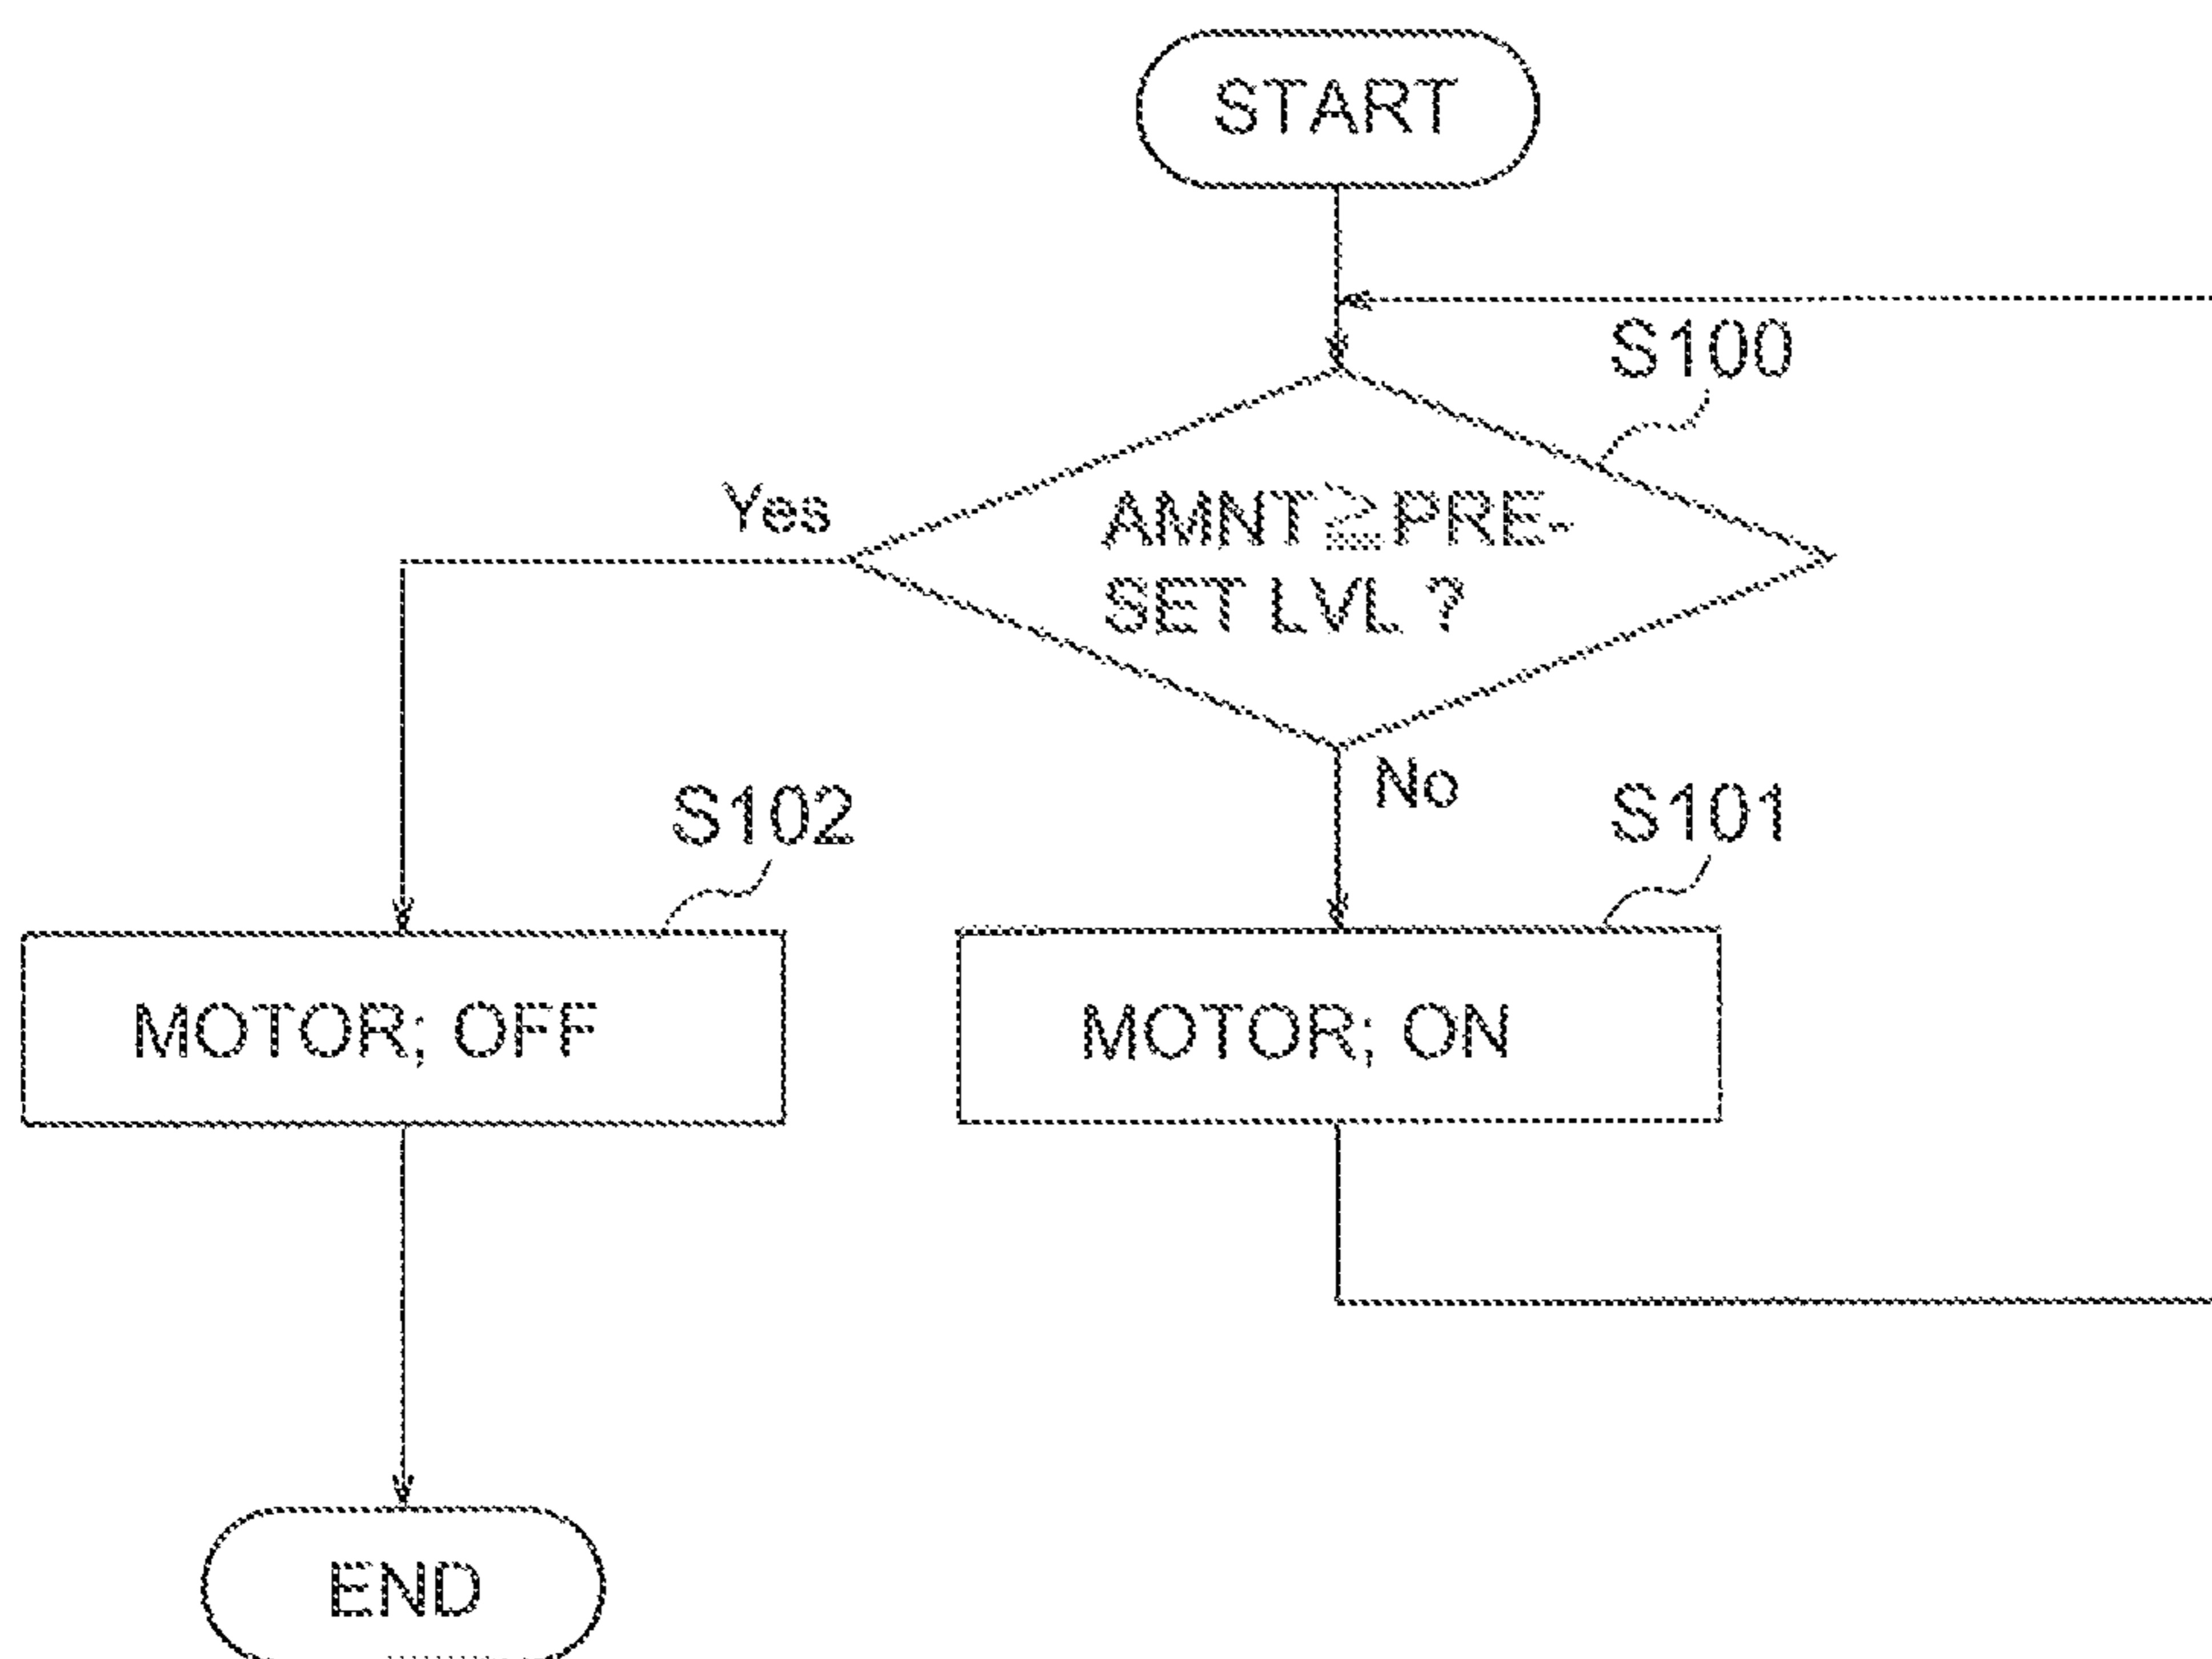 START
S100
Yes
AMNT≧PRE-
SET LVL ?
No
S102
S101
MOTOR; OFF
MOTOR; ON
END